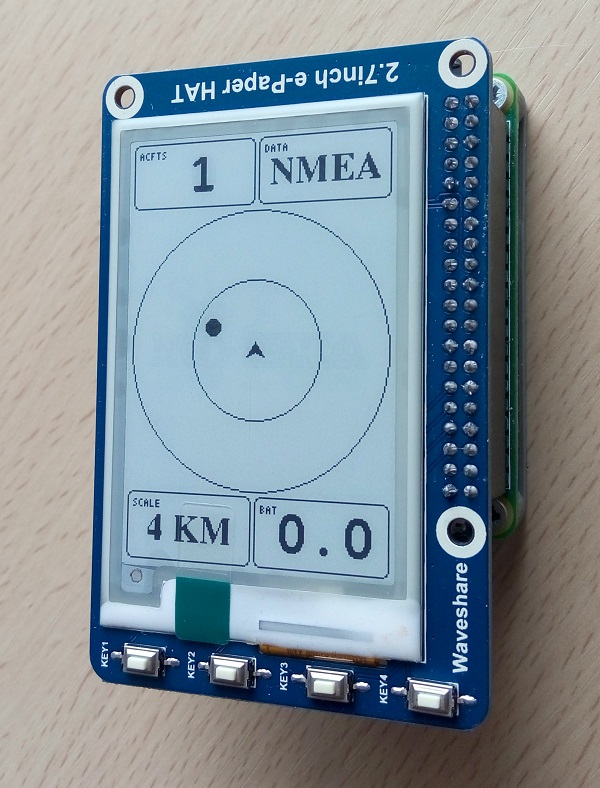 2.7inch e-Paper HAT
ACFTS
1
DATA
NMEA
SCALE
4 KM
BAT
0.0
Waveshare
KEY1
KEY2
KEY3
KEY4